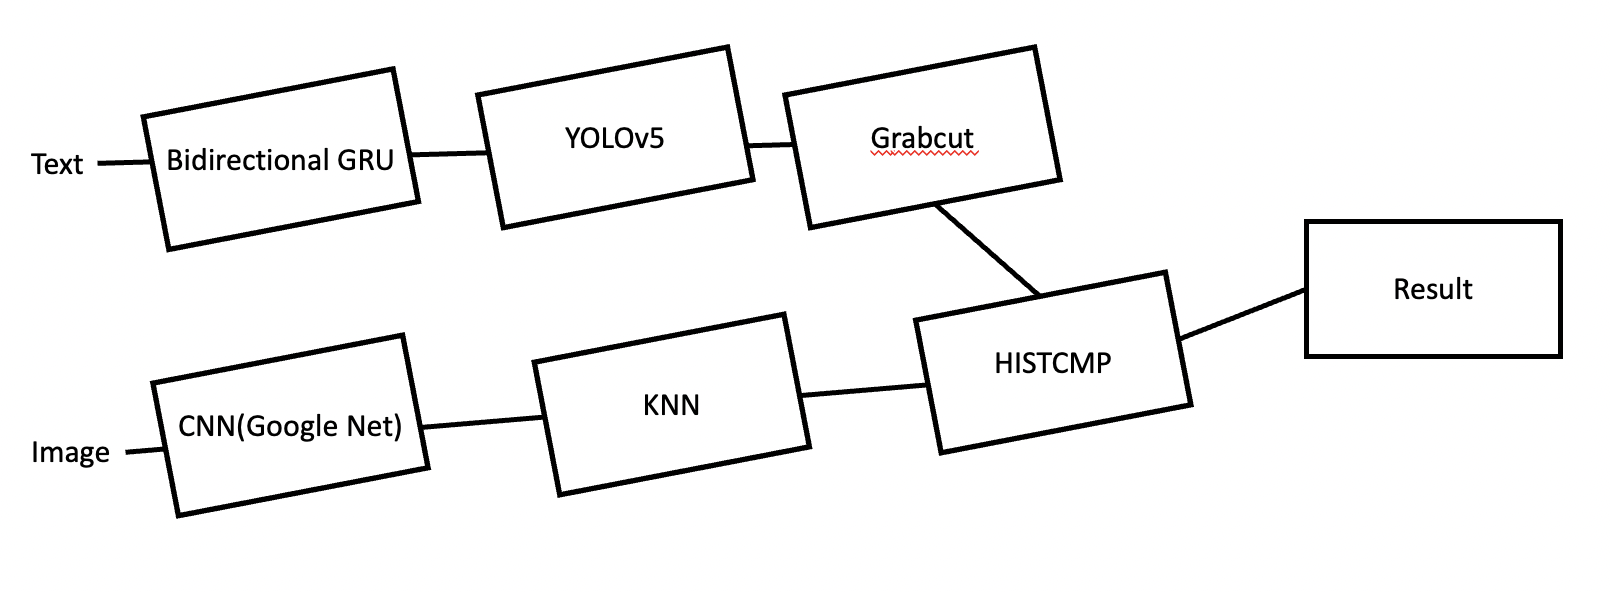 Text
Bidirectional GRU
YOLOv5
Grabcut
Image
CNN(Google Net)
KNN
HISTCMP
Result